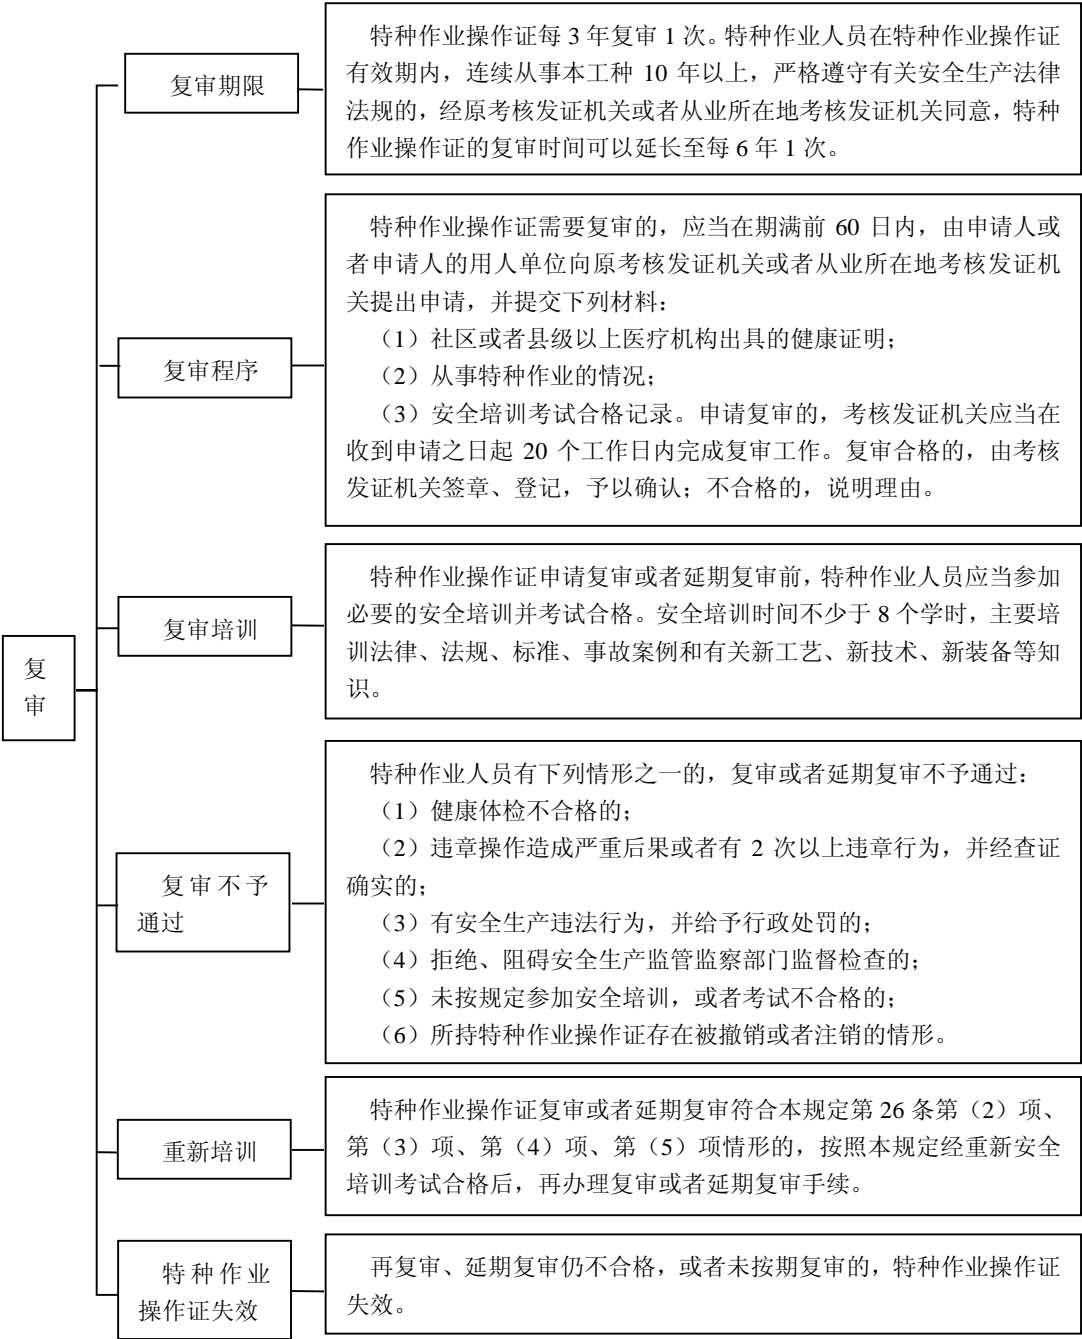 复
审
复审期限
特种作业操作证每 3 年复审 1 次。特种作业人员在特种作业操作证
有效期内，连续从事本工种 10 年以上，严格遵守有关安全生产法律
法规的，经原考核发证机关或者从业所在地考核发证机关同意，特种
作业操作证的复审时间可以延长至每 6 年 1 次。
复审程序
特种作业操作证需要复审的，应当在期满前 60 日内，由申请人或
者申请人的用人单位向原考核发证机关或者从业所在地考核发证机
关提出申请，并提交下列材料：
（1）社区或者县级以上医疗机构出具的健康证明；
（2）从事特种作业的情况；
（3）安全培训考试合格记录。申请复审的，考核发证机关应当在
收到申请之日起 20 个工作日内完成复审工作。复审合格的，由考核
发证机关签章、登记，予以确认；不合格的，说明理由。
复审培训
特种作业操作证申请复审或者延期复审前，特种作业人员应当参加
必要的安全培训并考试合格。安全培训时间不少于 8 个学时，主要培
训法律、法规、标准、事故案例和有关新工艺、新技术、新装备等知
识。
复审不予
通过
特种作业人员有下列情形之一的，复审或者延期复审不予通过：
（1）健康体检不合格的；
（2）违章操作造成严重后果或者有 2 次以上违章行为，并经查证
确实的；
（3）有安全生产违法行为，并给予行政处罚的；
（4）拒绝、阻碍安全生产监管监察部门监督检查的；
（5）未按规定参加安全培训，或者考试不合格的；
（6）所持特种作业操作证存在被撤销或者注销的情形。
重新培训
特种作业操作证复审或者延期复审符合本规定第 26 条第（2）项、
第（3）项、第（4）项、第（5）项情形的，按照本规定经重新安全
培训考试合格后，再办理复审或者延期复审手续。
特种作业
操作证失效
再复审、延期复审仍不合格，或者未按期复审的，特种作业操作证
失效。